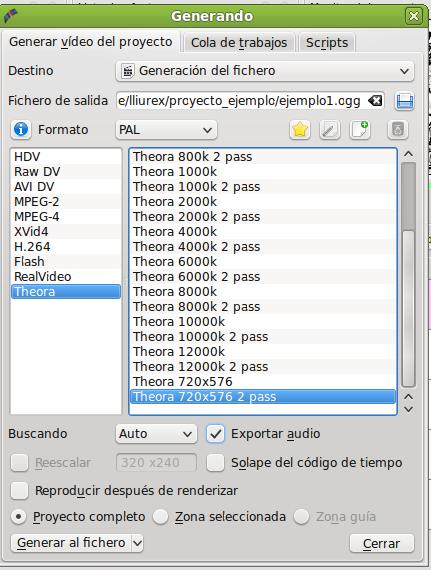 Generando
Generar vídeo del proyecto
Cola de trabajos
Scripts
Destino
Generación del fichero
Fichero de salida
e/lliurex/proyecto_ejemplo/ejemplo1.ogg
Formato
PAL
HDV
Raw DV
AVI DV
MPEG-2
MPEG-4
XVid4
H.264
Flash
RealVideo
Theora
Theora 800k 2 pass
Theora 1000k
Theora 1000k 2 pass
Theora 2000k
Theora 2000k 2 pass
Theora 4000k
Theora 4000k 2 pass
Theora 6000k
Theora 6000k 2 pass
Theora 8000k
Theora 8000k 2 pass
Theora 10000k
Theora 10000k 2 pass
Theora 12000k
Theora 12000k 2 pass
Theora 720x576
Theora 720x576 2 pass
Buscando
Auto
Exportar audio
Reescalar
320 x240
Solape del código de tiempo
Reproducir después de renderizar
Proyecto completo
Zona seleccionada
Zona guía
Generar al fichero
Cerrar